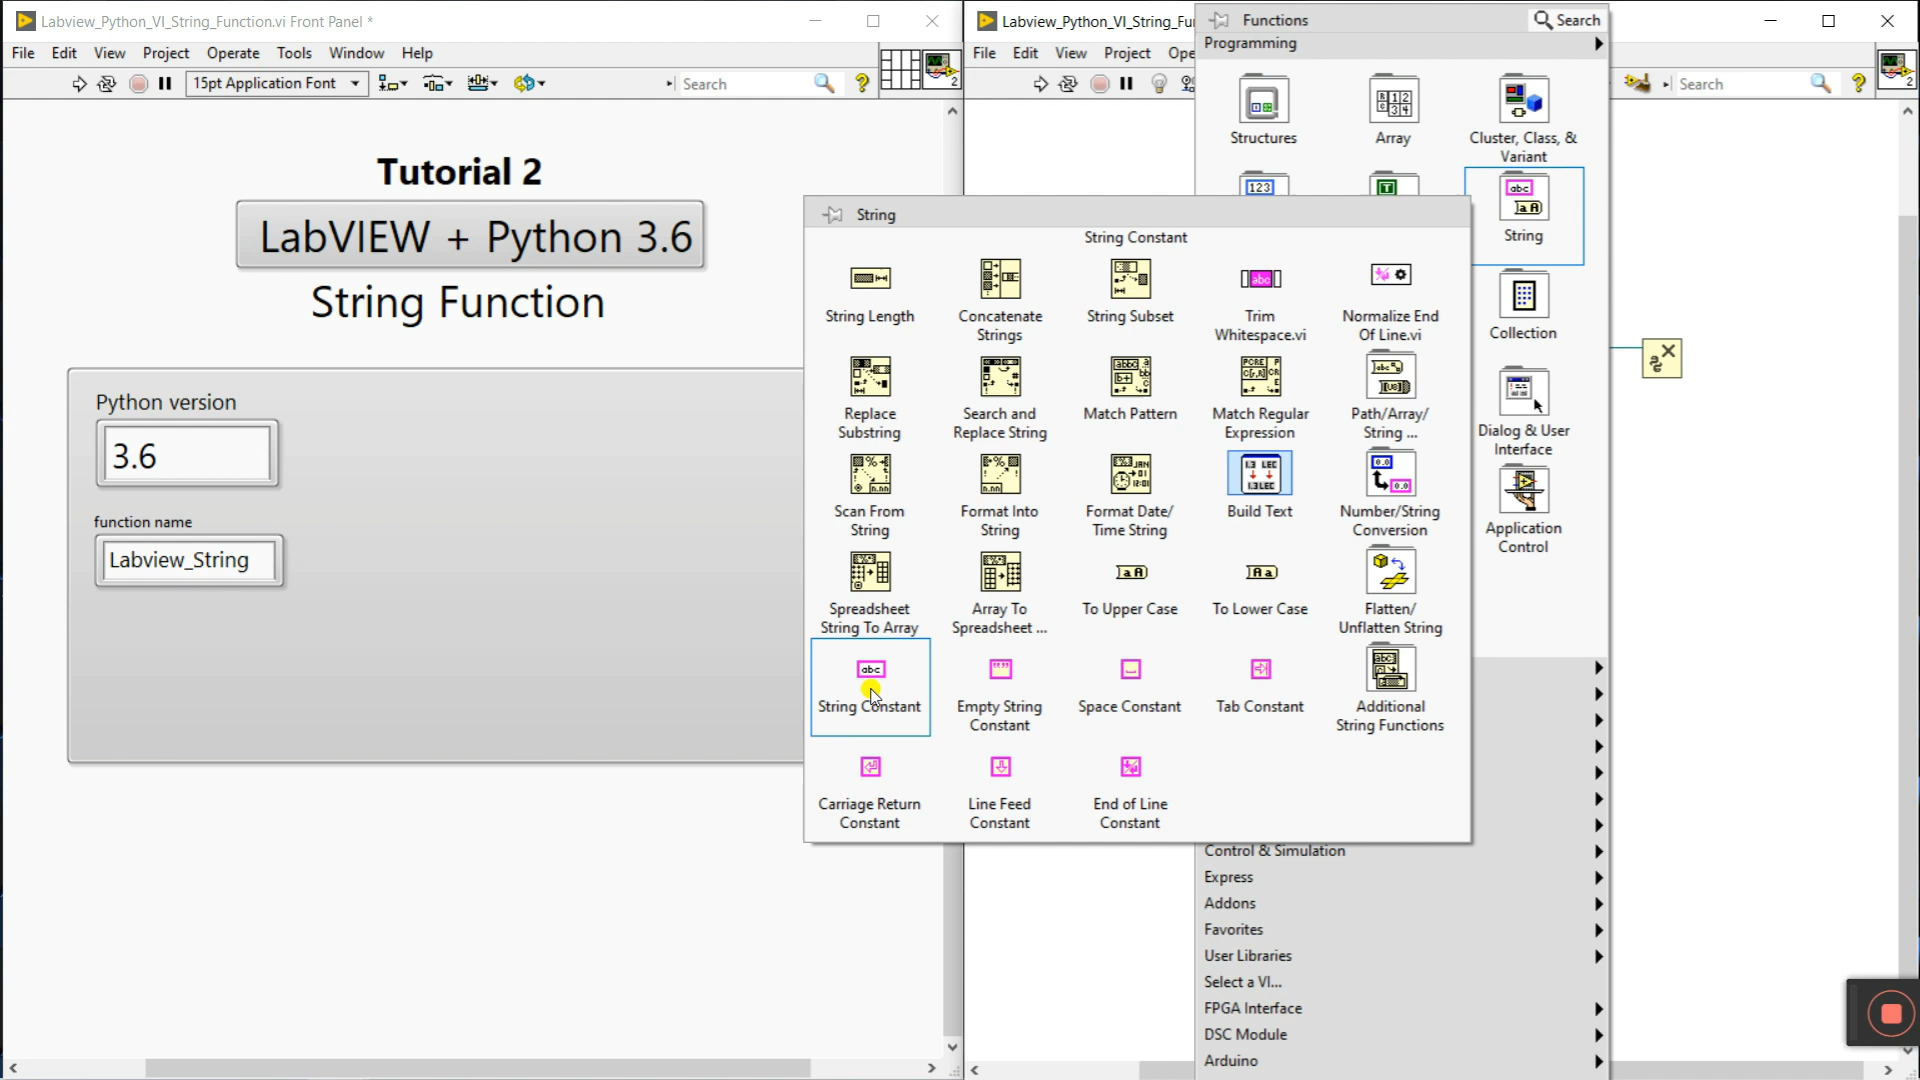 Labview_Python_VI_String_Function.vi Front Panel *
File Edit View Project Operate Tools Window Help
15pt Application Font
Search
2
Tutorial 2
LabVIEW + Python 3.6
String Function
Python version
3.6
function name
Labview_String
Labview_Python_VI_String_Fu
File Edit View Project Ope
Search
2
Functions
Search
Programming
Structures
Array
Cluster, Class, &
Variant
String
Collection
Dialog & User
Interface
Application
Control
String
String Constant
String Length
Concatenate
Strings
String Subset
Trim
Whitespace.vi
Normalize End
Of Line.vi
Replace
Substring
Search and
Replace String
Match Pattern
Match Regular
Expression
Path/Array/
String ...
Scan From
String
Format Into
String
Format Date/
Time String
Build Text
Number/String
Conversion
Spreadsheet
String To Array
Array To
Spreadsheet ...
To Upper Case
To Lower Case
Flatten/
Unflatten String
String Constant
Empty String
Constant
Space Constant
Tab Constant
Additional
String Functions
Carriage Return
Constant
Line Feed
Constant
End of Line
Constant
Control & Simulation
Express
Addons
Favorites
User Libraries
Select a VI...
FPGA Interface
DSC Module
Arduino